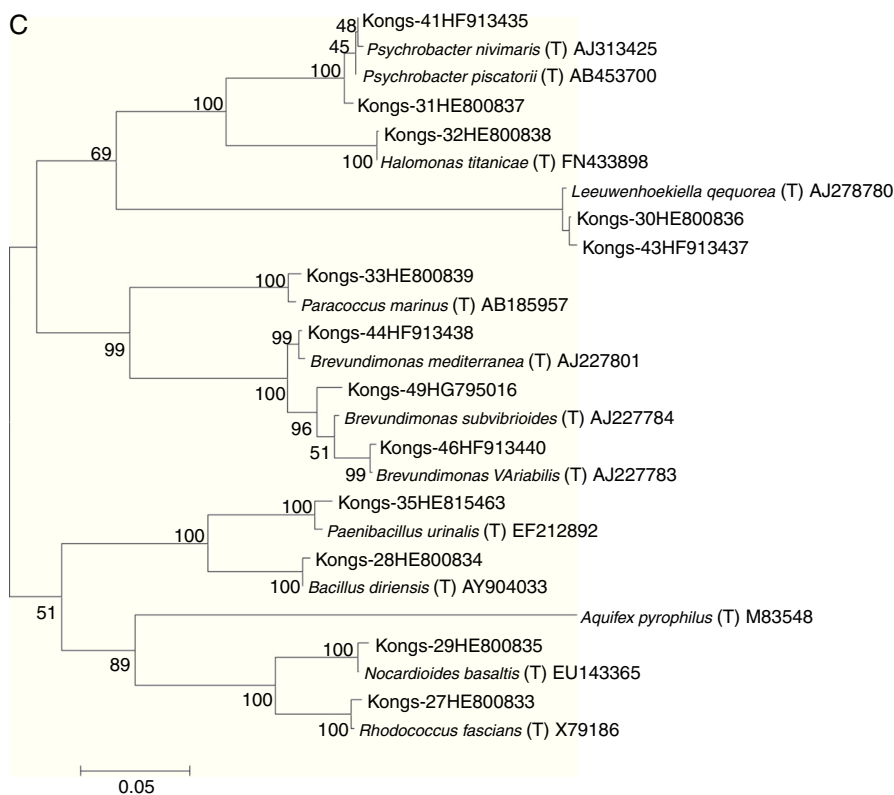 C
48 Kongs-41HF913435
45 Psychrobacter nivimaris (T) AJ313425
100 Psychrobacter piscatorii (T) AB453700
100 Kongs-31HE800837
Kongs-32HE800838
69
100 Halomonas titanicae (T) FN433898
Leeuwenhoekiella qequorea (T) AJ278780
Kongs-30HE800836
Kongs-43HF913437
100 Kongs-33HE800839
Paracoccus marinus (T) AB185957
99 Kongs-44HF913438
99
Brevundimonas mediterranea (T) AJ227801
100 Kongs-49HG795016
Brevundimonas subvibrioides (T) AJ227784
96
51 Kongs-46HF913440
99 Brevundimonas VAriabilis (T) AJ227783
100 Kongs-35HE815463
100 Paenibacillus urinalis (T) EF212892
Kongs-28HE800834
100 Bacillus diriensis (T) AY904033
51
Aquifex pyrophilus (T) M83548
100 Kongs-29HE800835
89
Nocardioides basaltis (T) EU143365
100 Kongs-27HE800833
100 Rhodococcus fascians (T) X79186
0.05